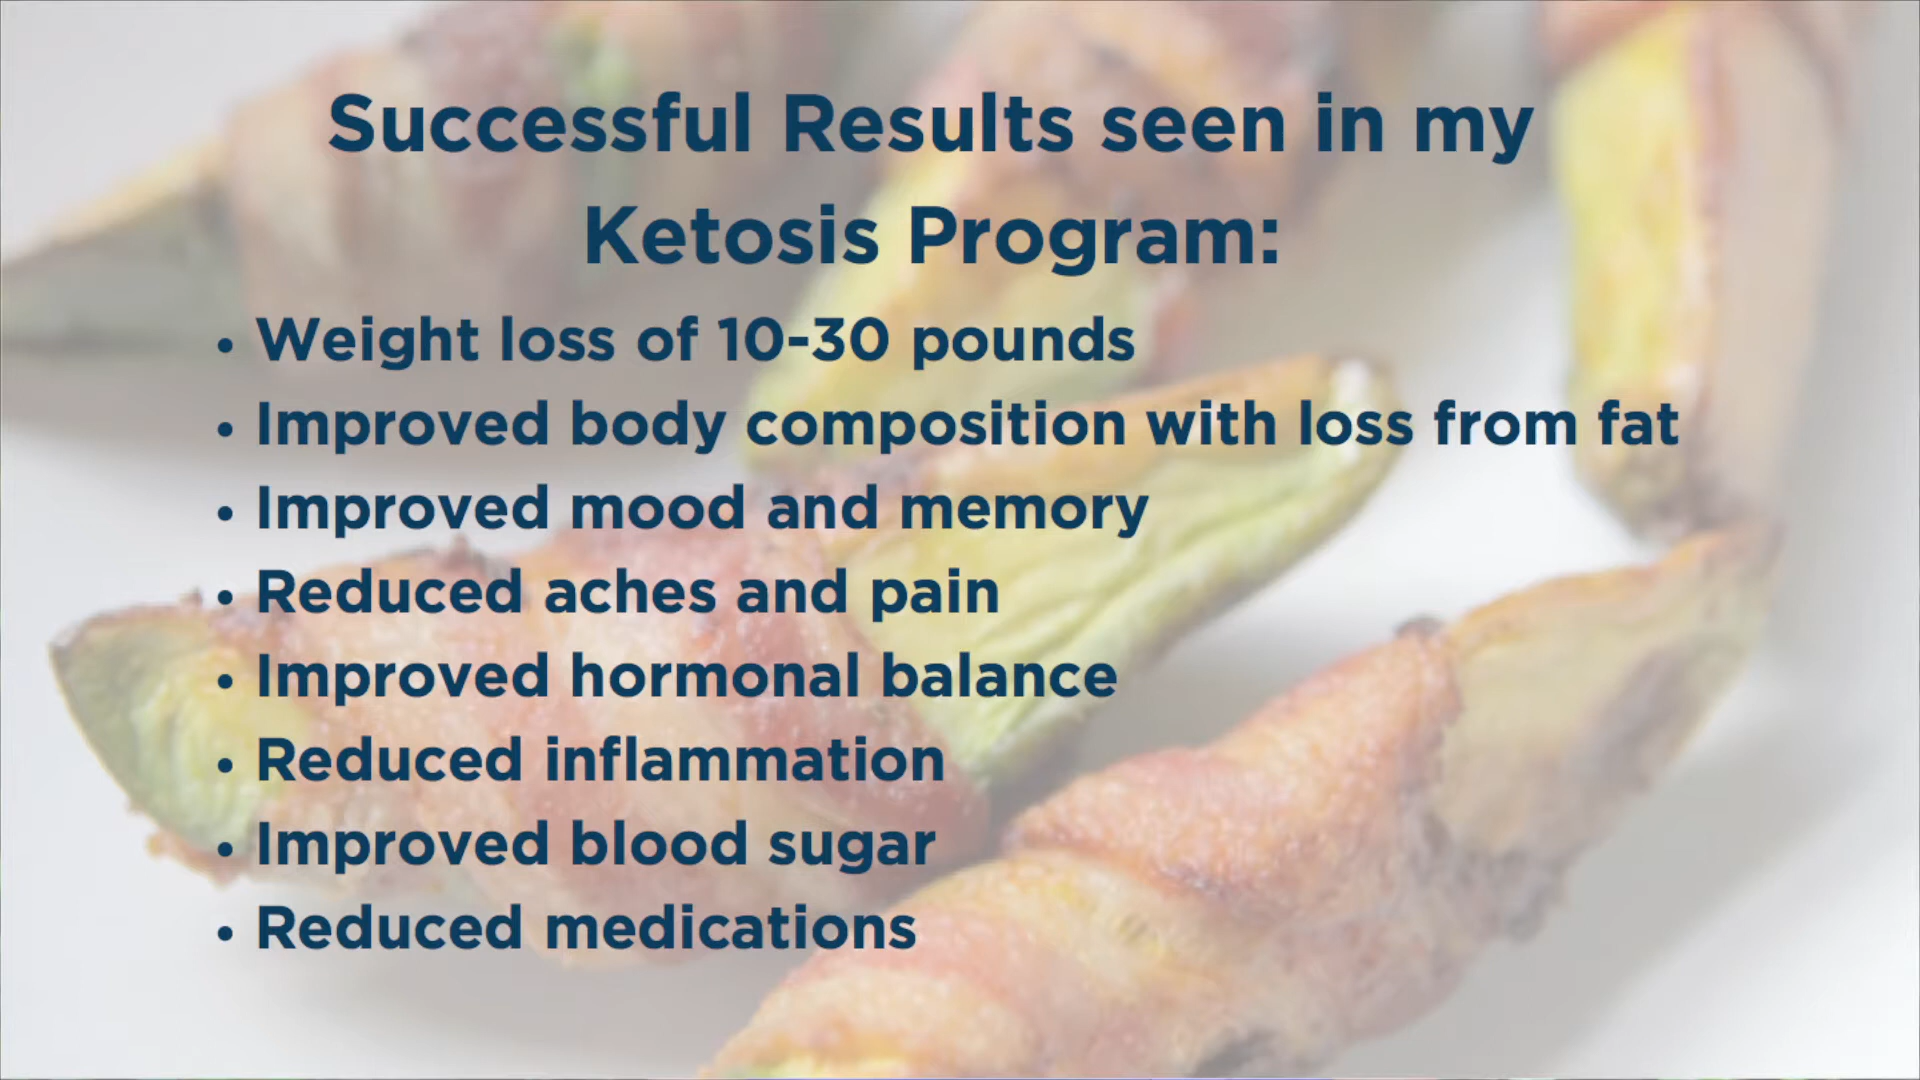 Successful Results seen in my
Ketosis Program:
• Weight loss of 10-30 pounds
• Improved body composition with loss from fat
• Improved mood and memory
• Reduced aches and pain
• Improved hormonal balance
• Reduced inflammation
• Improved blood sugar
• Reduced medications